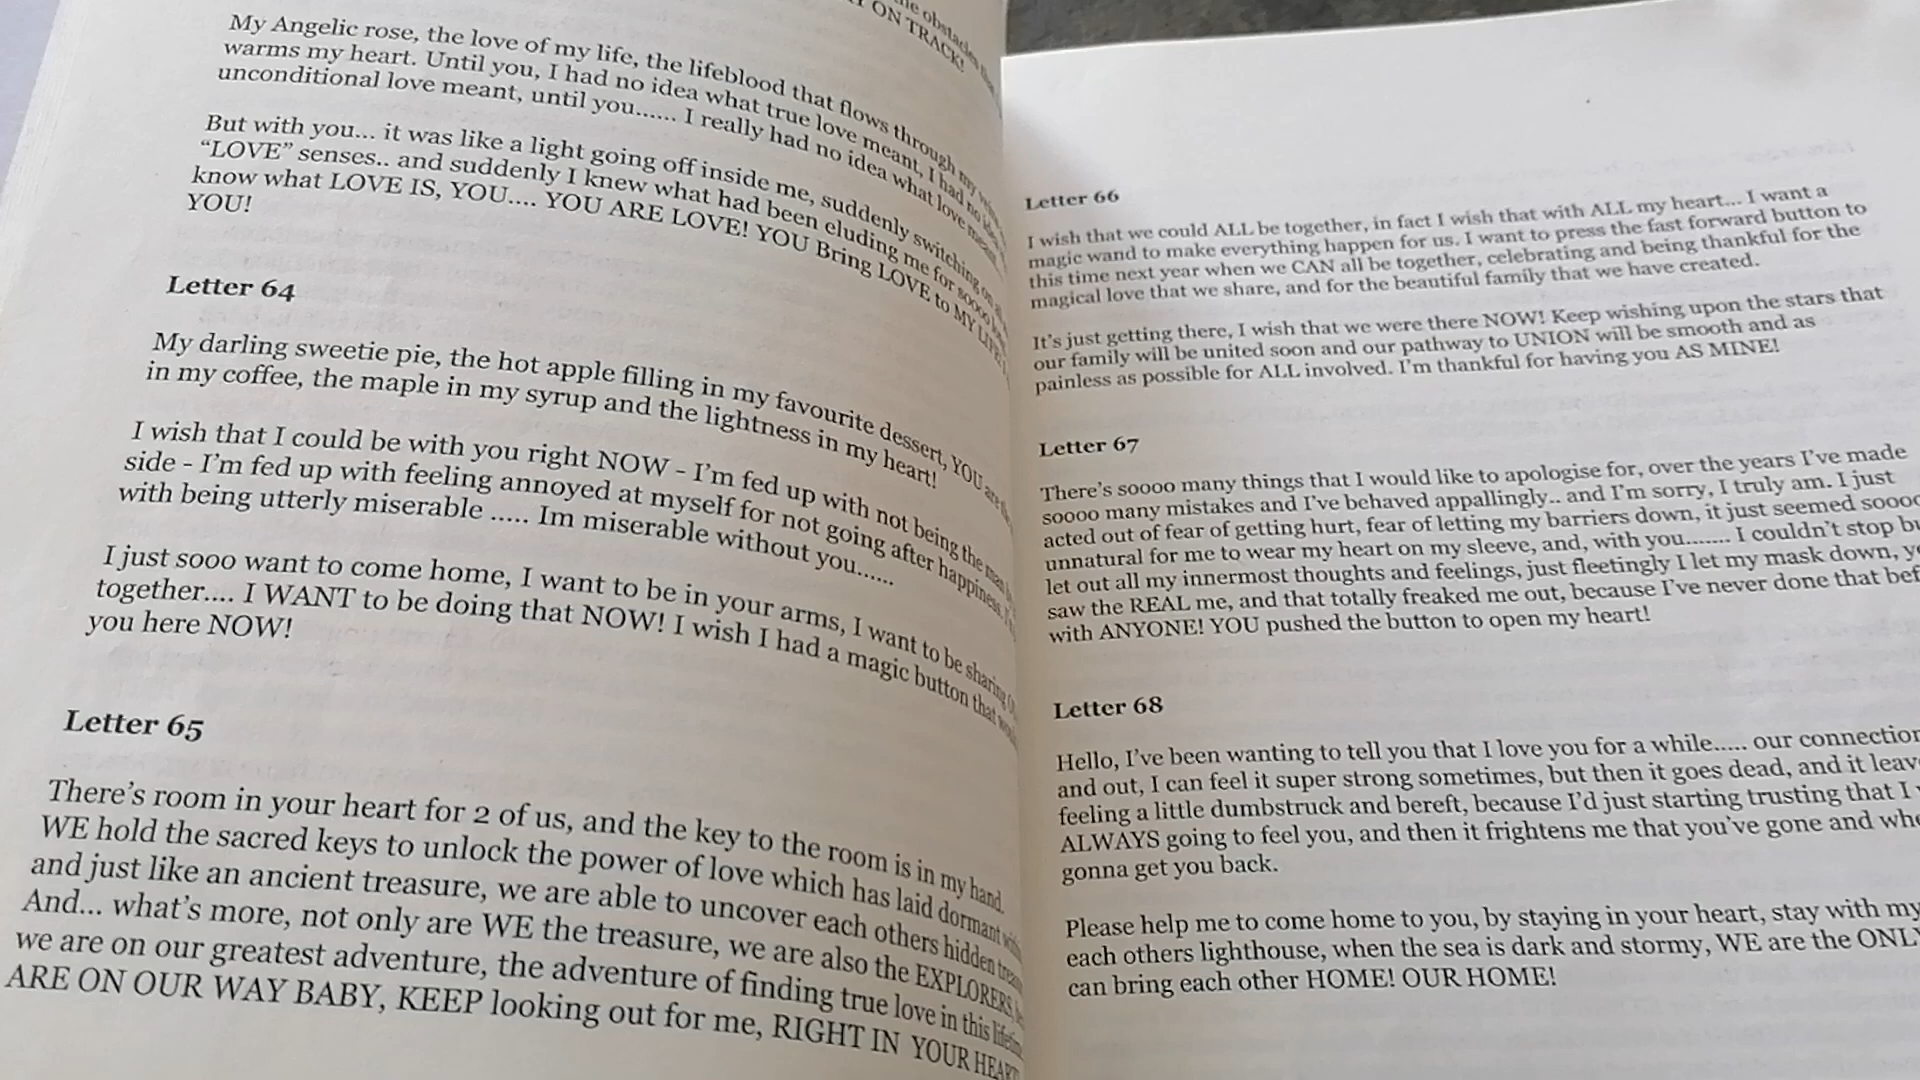 the obstacles
ON TRACK!
My Angelic rose, the love of my life, the lifeblood that flows through my
warms my heart. Until you, I had no idea what true love meant, I had no
unconditional love meant, until you...... I really had no idea what love meant
But with you... it was like a light going off inside me, suddenly switching on
“LOVE” senses.. and suddenly I knew what had been eluding me for sooo
know what LOVE IS, YOU.... YOU ARE LOVE! YOU Bring LOVE to MY LIFE!
YOU!
Letter 64
My darling sweetie pie, the hot apple filling in my favourite dessert, YOU are the
in my coffee, the maple in my syrup and the lightness in my heart!
I wish that I could be with you right NOW - I'm fed up with not being the man
side - I'm fed up with feeling annoyed at myself for not going after happiness,
with being utterly miserable ..... Im miserable without you......
I just sooo want to come home, I want to be in your arms, I want to be sharing
together.... I WANT to be doing that NOW! I wish I had a magic button that
you here NOW!
Letter 65
There's room in your heart for 2 of us, and the key to the room is in my hand.
WE hold the sacred keys to unlock the power of love which has laid dormant
and just like an ancient treasure, we are able to uncover each others hidden
And... what's more, not only are WE the treasure, we are also the EXPLORERS,
we are on our greatest adventure, the adventure of finding true love in this
ARE ON OUR WAY BABY, KEEP looking out for me, RIGHT IN YOUR HEART
Letter 66
I wish that we could ALL be together, in fact I wish that with ALL my heart... I want a
magic wand to make everything happen for us. I want to press the fast forward button to
this time next year when we CAN all be together, celebrating and being thankful for the
magical love that we share, and for the beautiful family that we have created.
It's just getting there, I wish that we were there NOW! Keep wishing upon the stars that
our family will be united soon and our pathway to UNION will be smooth and as
painless as possible for ALL involved. I'm thankful for having you AS MINE!
Letter 67
There's soooo many things that I would like to apologise for, over the years I've made
soooo many mistakes and I've behaved appallingly.. and I'm sorry, I truly am. I just
acted out of fear of getting hurt, fear of letting my barriers down, it just seemed soooo
unnatural for me to wear my heart on my sleeve, and, with you....... I couldn't stop
let out all my innermost thoughts and feelings, just fleetingly I let my mask down,
saw the REAL me, and that totally freaked me out, because I've never done that
with ANYONE! YOU pushed the button to open my heart!
Letter 68
Hello, I've been wanting to tell you that I love you for a while..... our connection
and out, I can feel it super strong sometimes, but then it goes dead, and it
feeling a little dumbstruck and bereft, because I'd just starting trusting that I
ALWAYS going to feel you, and then it frightens me that you've gone and
gonna get you back.
Please help me to come home to you, by staying in your heart, stay with my
each others lighthouse, when the sea is dark and stormy, WE are the ONLY
can bring each other HOME! OUR HOME!